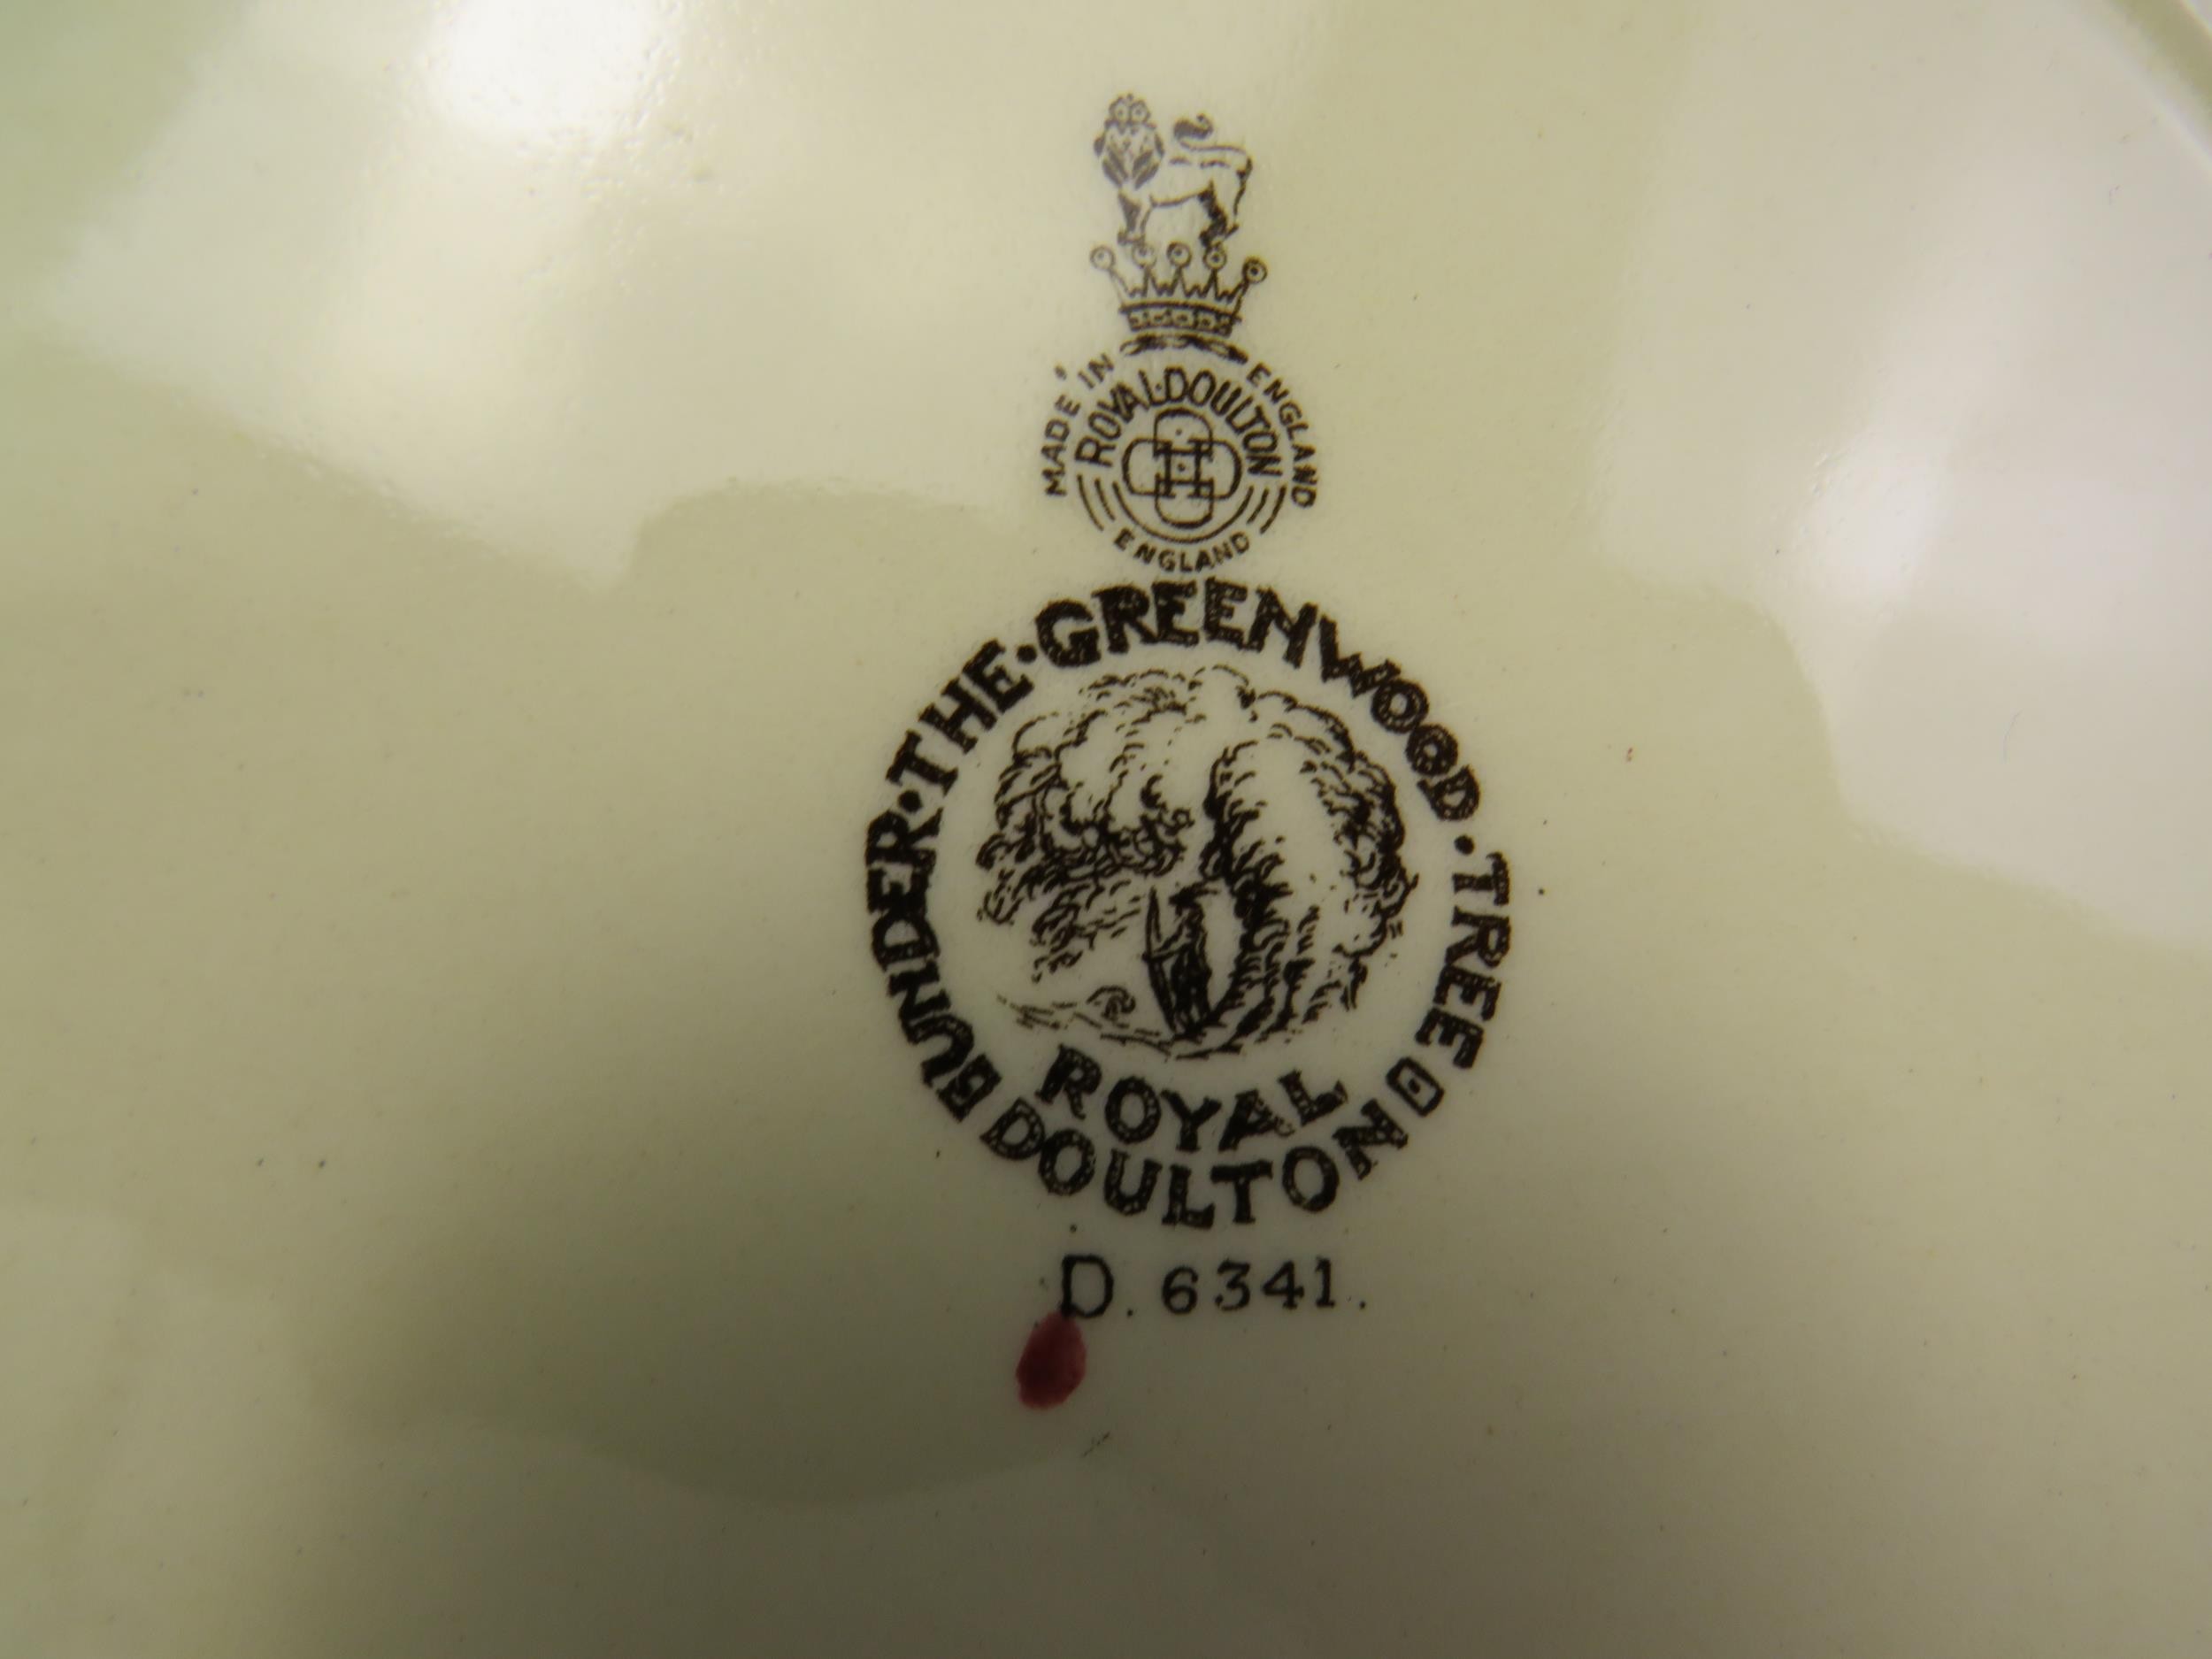 MADE IN ENGLAND
ROYAL DOULTON
ENGLAND
UNDER·THE·GREENWOOD·TREE
ROYAL
DOULTON
D. 6341.